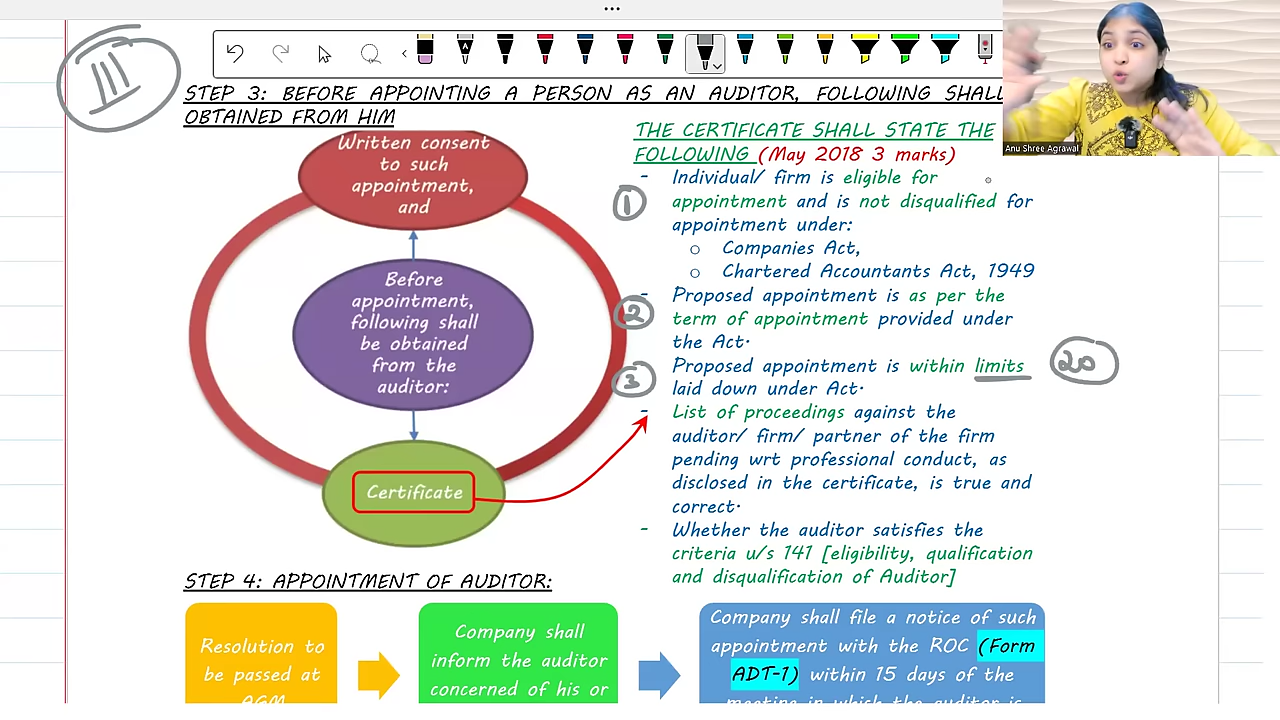 III
STEP 3: BEFORE APPOINTING A PERSON AS AN AUDITOR, FOLLOWING SHALL
OBTAINED FROM HIM
Written consent
to such
appointment,
and
Before
appointment,
following shall
be obtained
from the
auditor:
Certificate
THE CERTIFICATE SHALL STATE THE
FOLLOWING (May 2018 3 marks)
- Individual/ firm is eligible for
1 appointment and is not disqualified for
appointment under:
o Companies Act,
o Chartered Accountants Act, 1949
- Proposed appointment is as per the
2 term of appointment provided under
the Act.
Proposed appointment is within limits 20
3 laid down under Act.
- List of proceedings against the
auditor/ firm/ partner of the firm
pending wrt professional conduct, as
disclosed in the certificate, is true and
correct.
- Whether the auditor satisfies the
criteria u/s 141 [eligibility, qualification
and disqualification of Auditor]
STEP 4: APPOINTMENT OF AUDITOR:
Resolution to
be passed at
AGM
Company shall
inform the auditor
concerned of his or
Company shall file a notice of such
appointment with the ROC (Form
ADT-1) within 15 days of the
meeting in which the auditor is
Anu Shree Agrawal